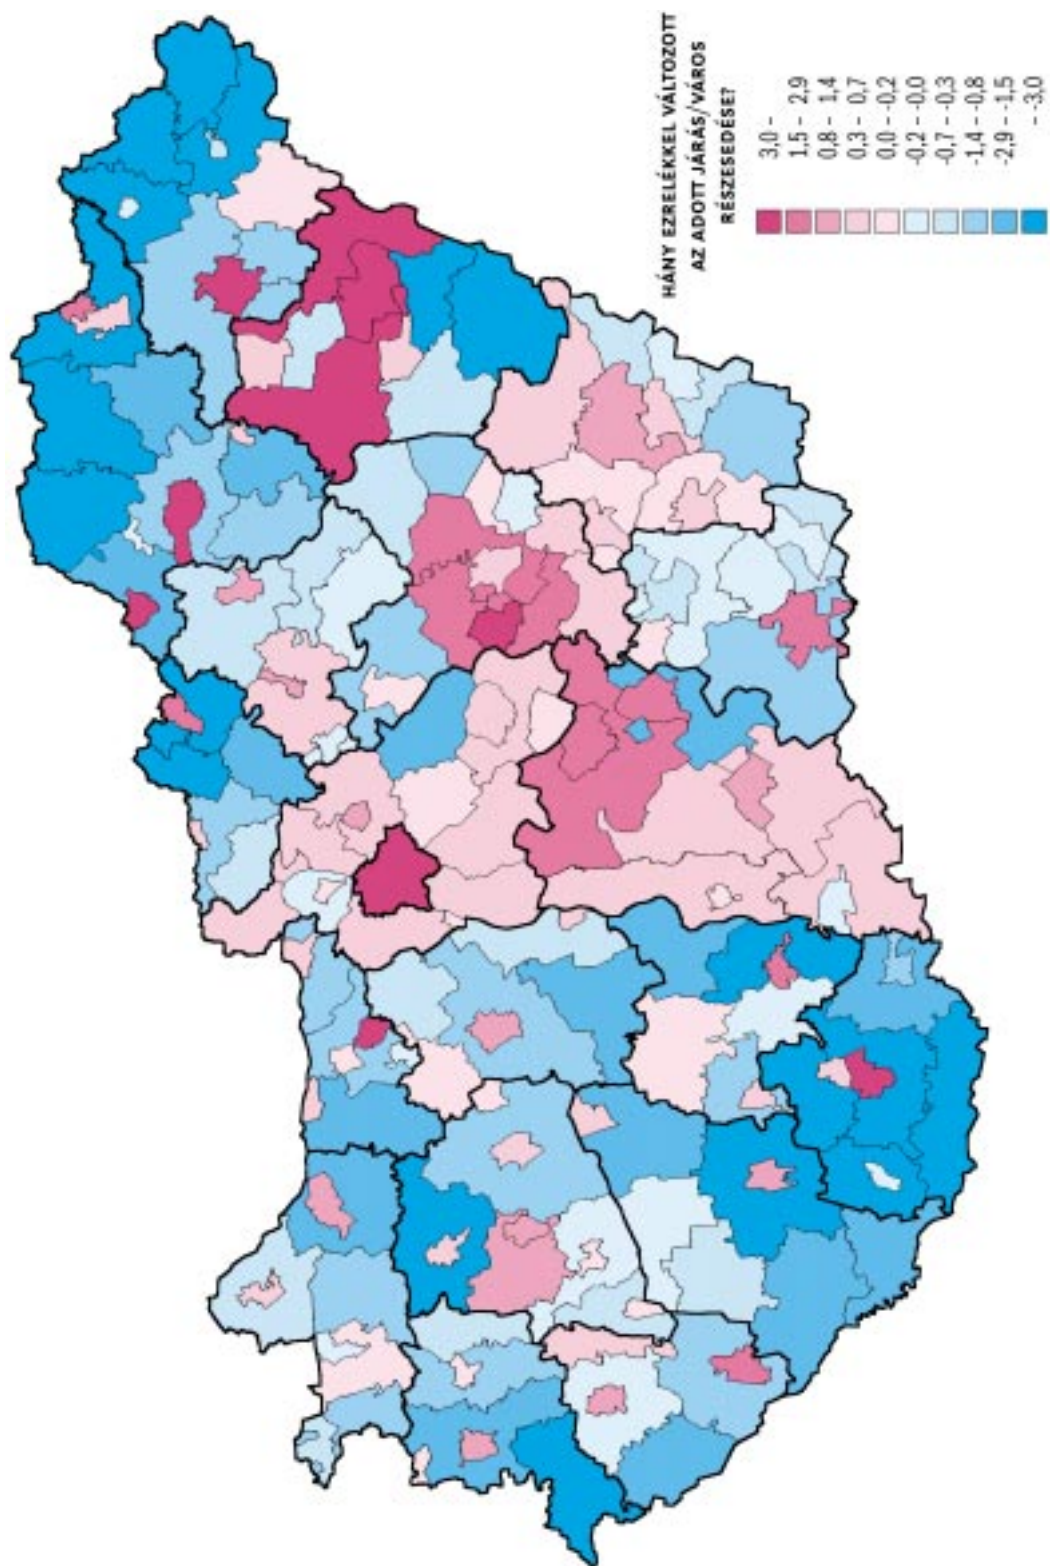 HÁNY EZRELÉKKEL VÁLTOZOTT
AZ ADOTT JÁRÁS/VÁROS
RÉSZESEDÉSE?
3,0 –
1,5 – 2,9
0,8 – 1,4
0,3 – 0,7
0,0 – 0,2
-0,2 – -0,0
-0,7 – -0,3
-1,4 – -0,8
-2,9 – -1,5
– -3,0